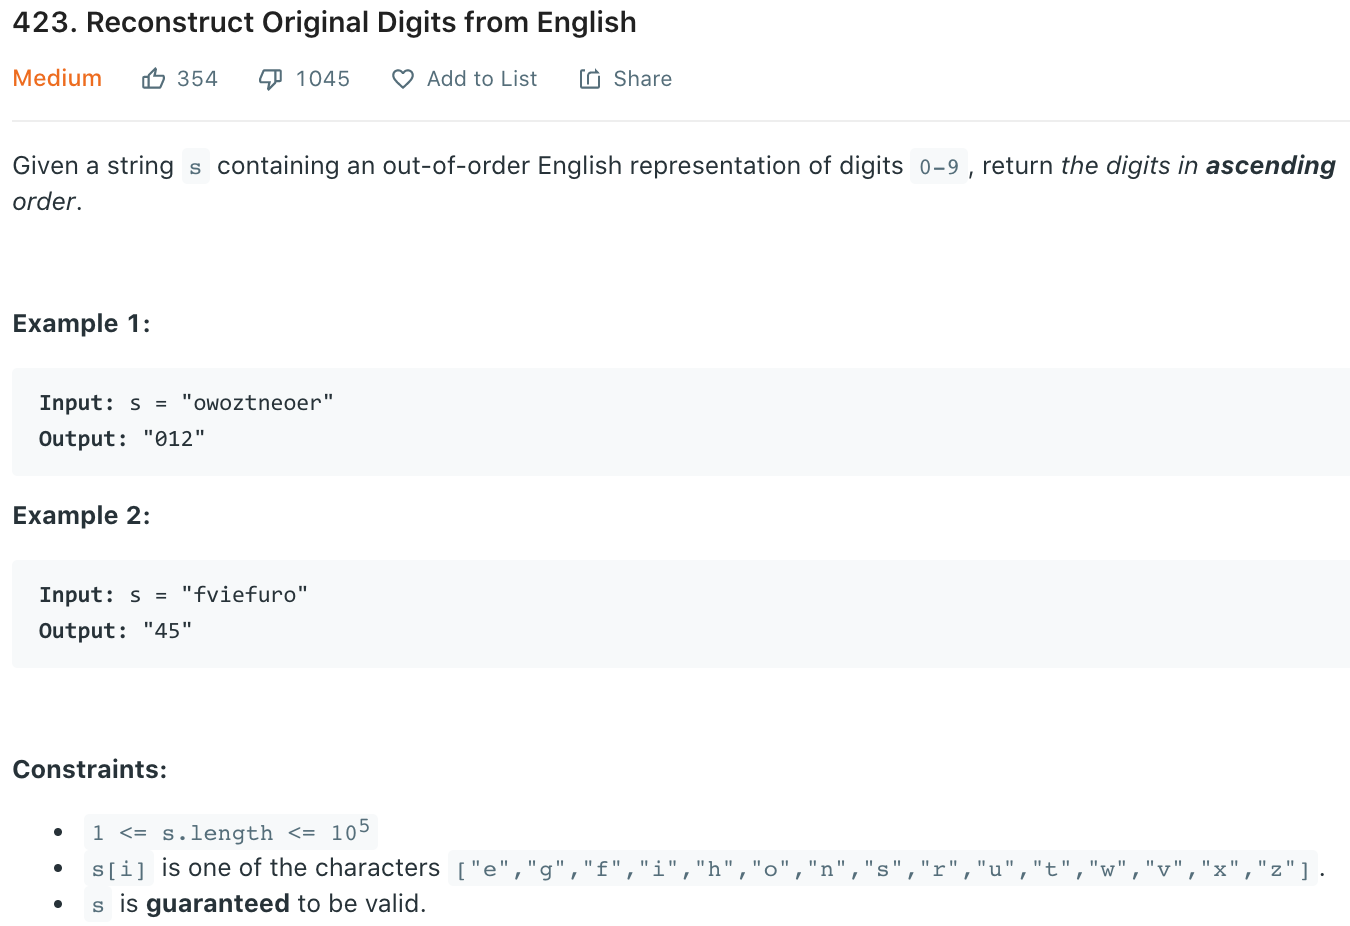 423. Reconstruct Original Digits from English
Medium 354 1045 Add to List Share
Given a string s containing an out-of-order English representation of digits 0-9, return the digits in ascending
order.
Example 1:
Input: s = "owoztneoer"
Output: "012"
Example 2:
Input: s = "fviefuro"
Output: "45"
Constraints:
• 1 <= s.length <= 10⁵
• s[i] is one of the characters ["e","g","f","i","h","o","n","s","r","u","t","w","v","x","z"].
• s is guaranteed to be valid.